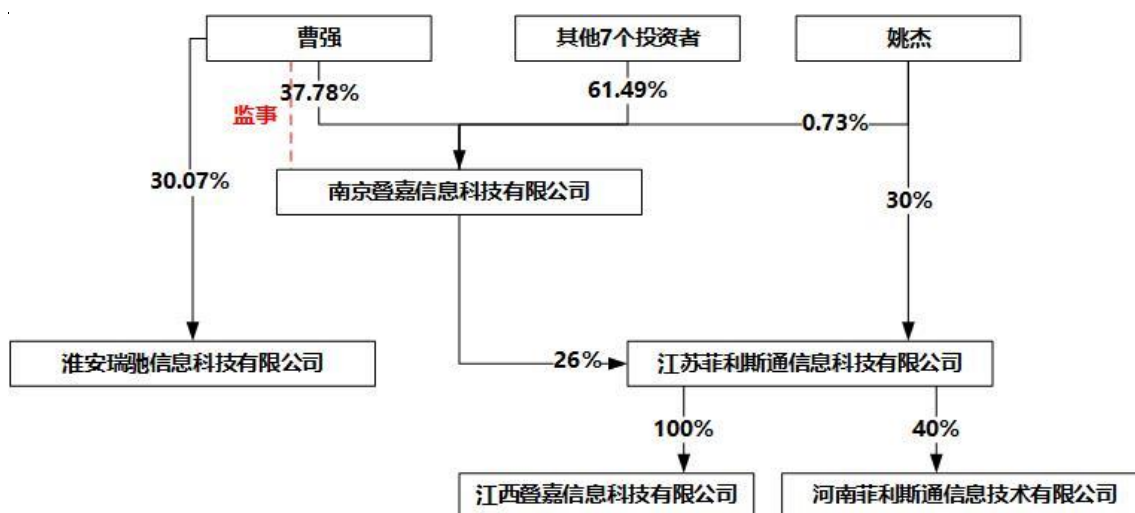 曹强
其他7个投资者
姚杰
37.78%
61.49%
监事
0.73%
30.07%
南京叠嘉信息科技有限公司
30%
淮安瑞驰信息科技有限公司
26%
江苏菲利斯通信息科技有限公司
100%
40%
江西叠嘉信息科技有限公司
河南菲利斯通信息技术有限公司